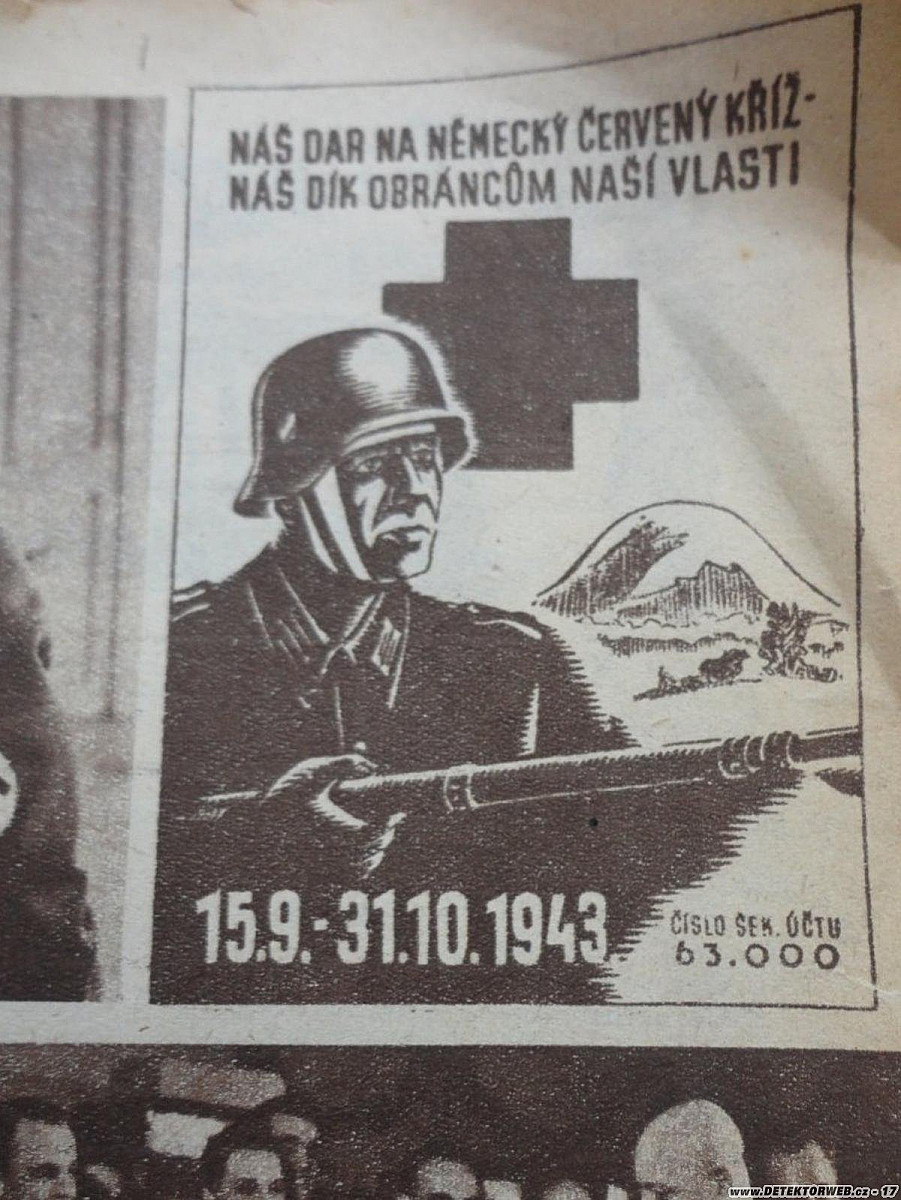 NÁŠ DAR NA NĚMECKÝ ČERVENÝ KŘÍŽ-
NÁŠ DÍK OBRÁNCŮM NAŠÍ VLASTI
15.9.-31.10.1943
ČÍSLO ŠEK. ÚČTU
63.000
www.DETEKTORWEB.cz - 17